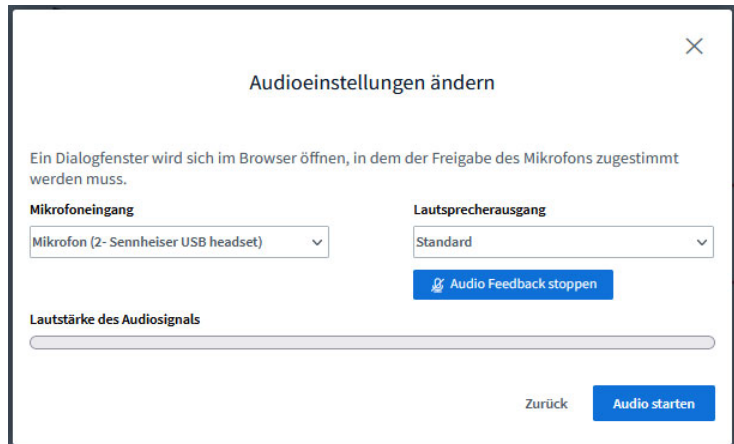 Audioeinstellungen ändern
Ein Dialogfenster wird sich im Browser öffnen, in dem der Freigabe des Mikrofons zugestimmt
werden muss.
Mikrofoneingang
Lautsprecherausgang
Mikrofon (2- Sennheiser USB headset)
Standard
Audio Feedback stoppen
Lautstärke des Audiosignals
Zurück
Audio starten